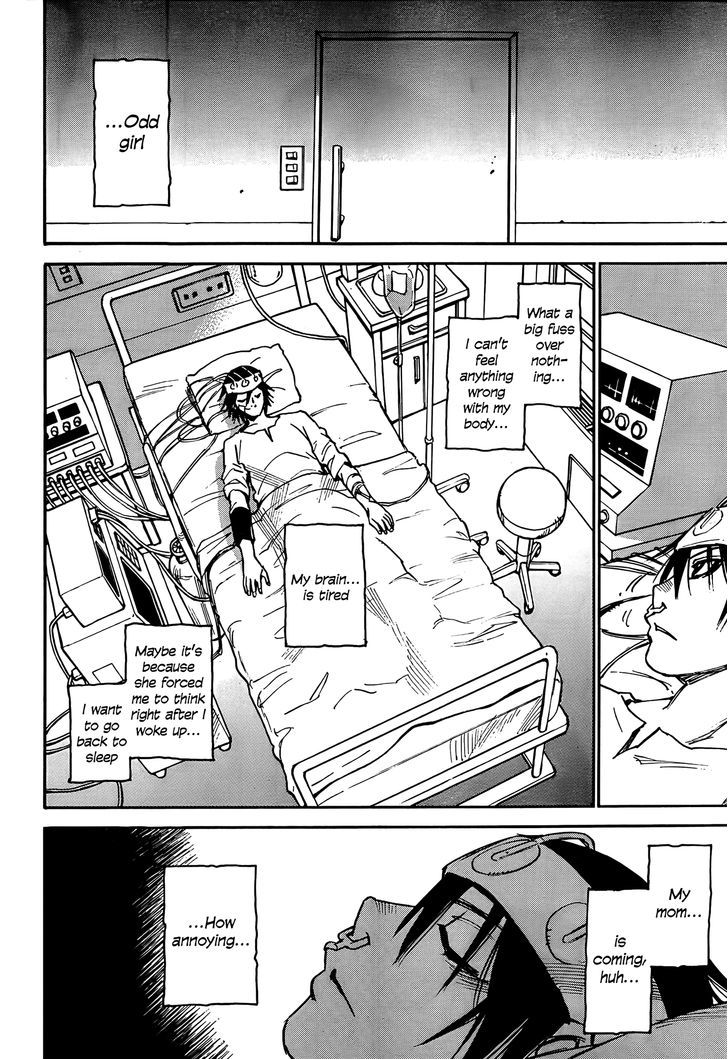 ...Odd
girl
What a
big fuss
over
noth-
ing...
I can't
feel
anything
wrong
with my
body...
My brain...
is tired
Maybe it's
because
she forced
me to think
right after I
woke up...
I want
to go
back to
sleep
My
mom...
is
coming,
huh...
...How
annoying...